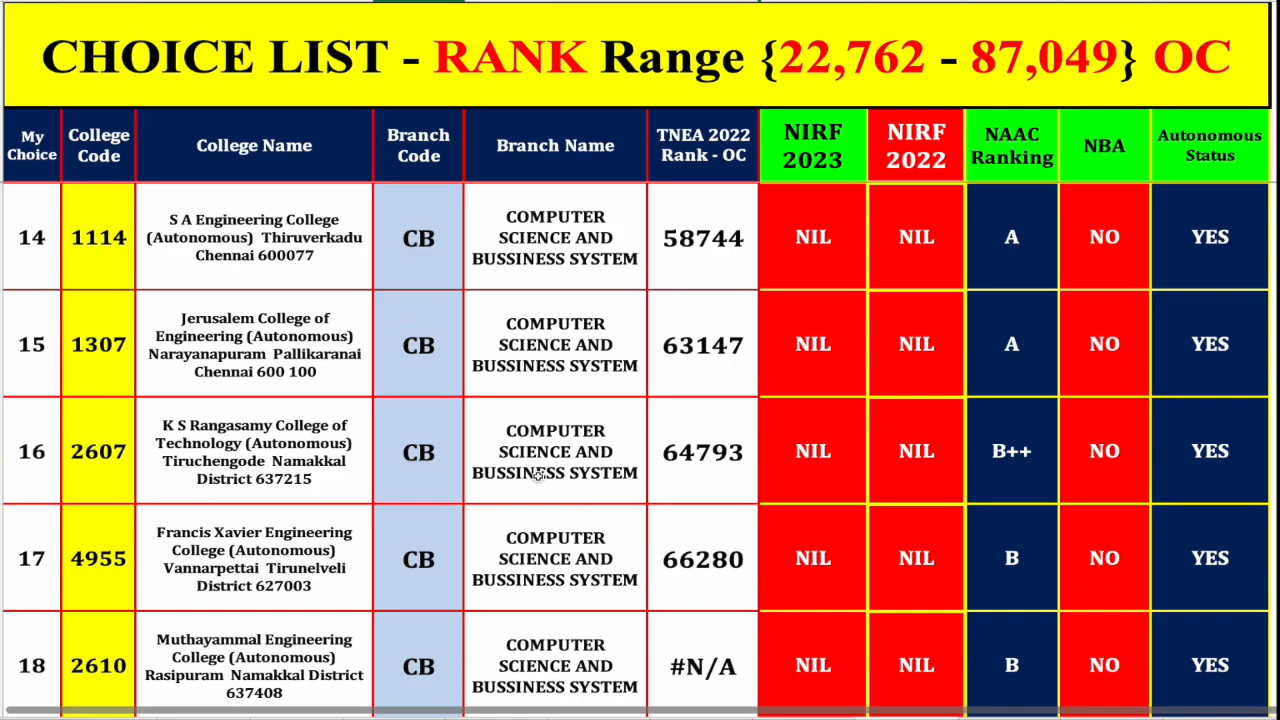 CHOICE LIST - RANK Range {22,762 - 87,049} OC
My Choice
College Code
College Name
Branch Code
Branch Name
TNEA 2022 Rank - OC
NIRF 2023
NIRF 2022
NAAC Ranking
NBA
Autonomous Status
14
1114
S A Engineering College
(Autonomous) Thiruverkadu
Chennai 600077
CB
COMPUTER
SCIENCE AND
BUSSINESS SYSTEM
58744
NIL
NIL
A
NO
YES
15
1307
Jerusalem College of
Engineering (Autonomous)
Narayanapuram Pallikaranai
Chennai 600 100
CB
COMPUTER
SCIENCE AND
BUSSINESS SYSTEM
63147
NIL
NIL
A
NO
YES
16
2607
K S Rangasamy College of
Technology (Autonomous)
Tiruchengode Namakkal
District 637215
CB
COMPUTER
SCIENCE AND
BUSSINESS SYSTEM
64793
NIL
NIL
B++
NO
YES
17
4955
Francis Xavier Engineering
College (Autonomous)
Vannarpettai Tirunelveli
District 627003
CB
COMPUTER
SCIENCE AND
BUSSINESS SYSTEM
66280
NIL
NIL
B
NO
YES
18
2610
Muthayammal Engineering
College (Autonomous)
Rasipuram Namakkal District
637408
CB
COMPUTER
SCIENCE AND
BUSSINESS SYSTEM
#N/A
NIL
NIL
B
NO
YES